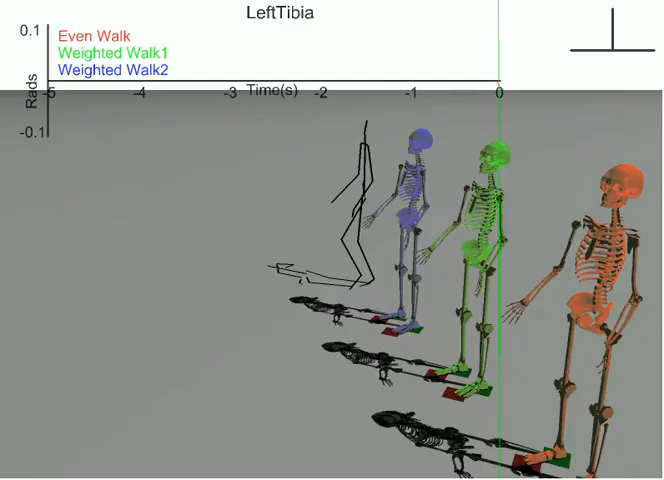 LeftTibia
0.1
Even Walk
Weighted Walk1
Weighted Walk2
Rads
-5 -4 -3 Time(s) -2 -1 0
-0.1